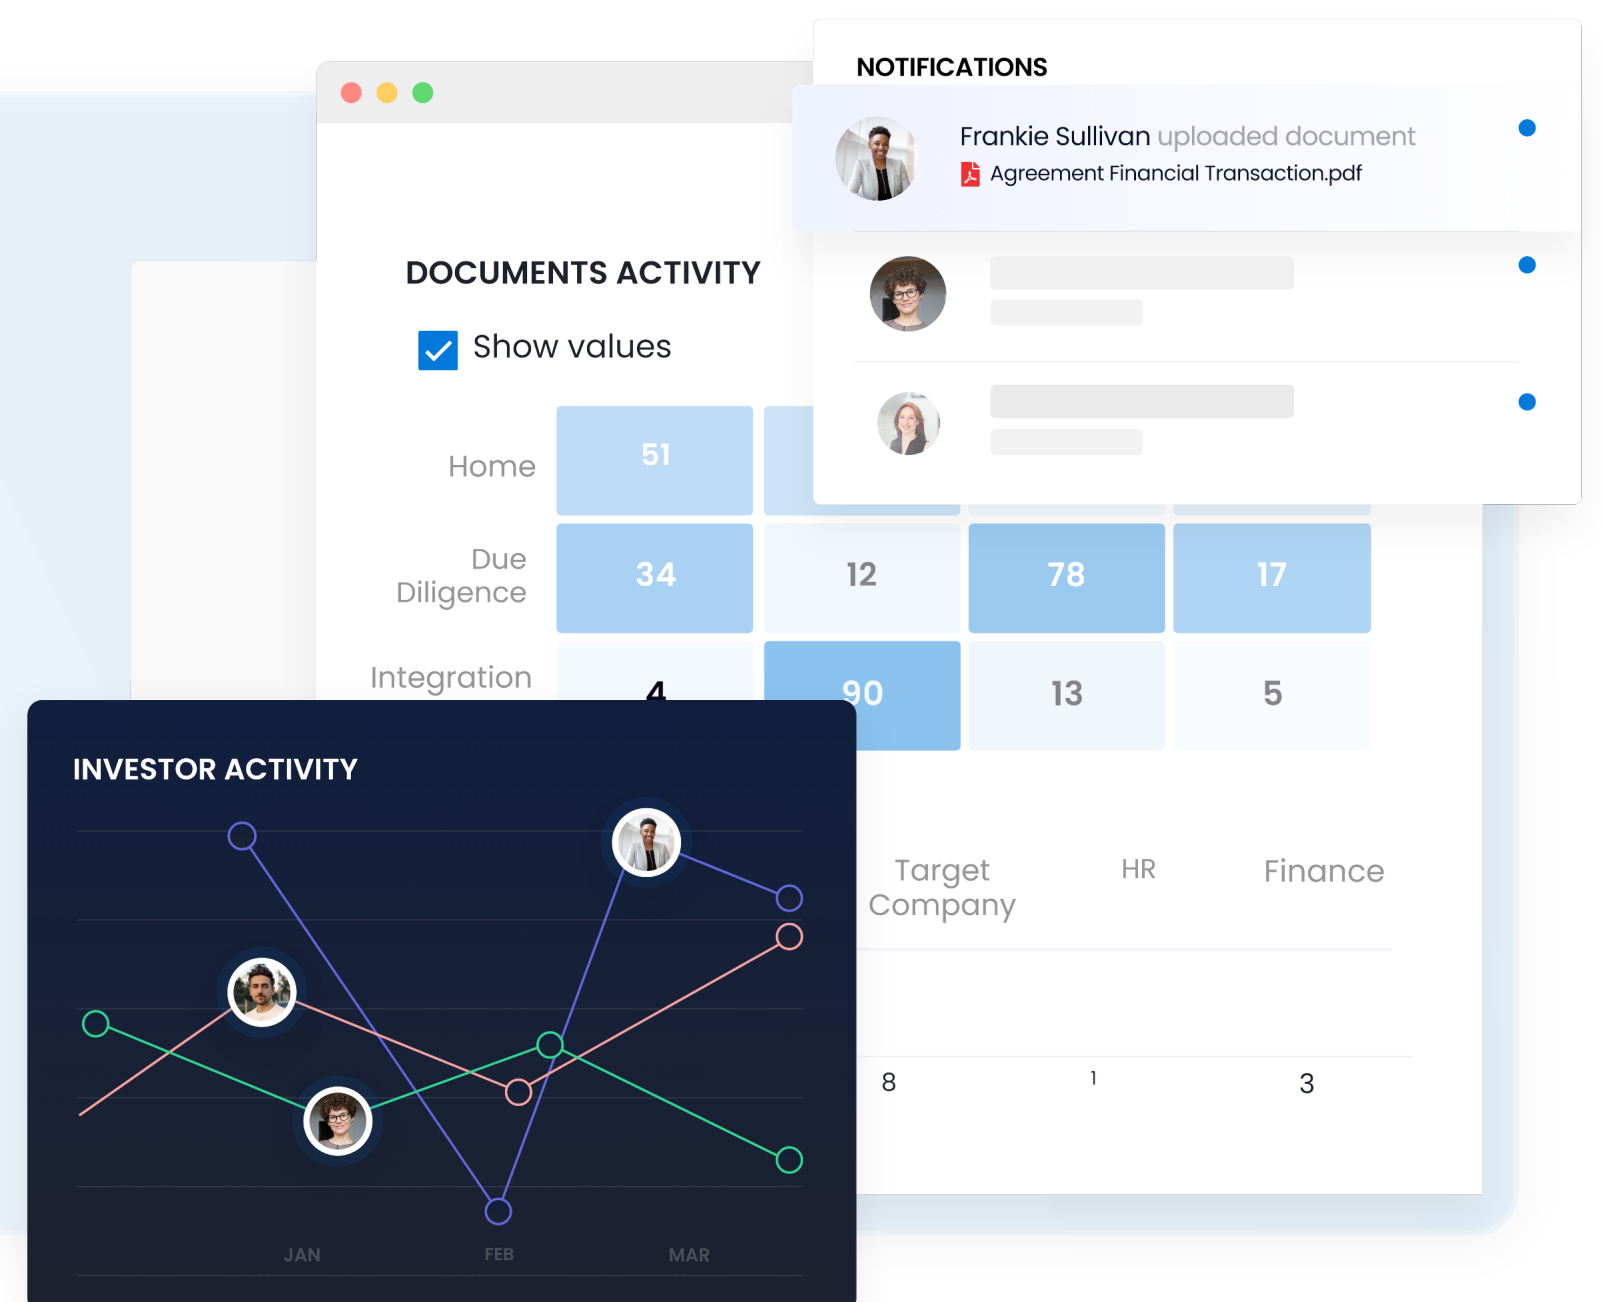 NOTIFICATIONS
Frankie Sullivan uploaded document
Agreement Financial Transaction.pdf
DOCUMENTS ACTIVITY
Show values
Home
51
Due
Diligence
34
12
78
17
Integration
4
90
13
5
INVESTOR ACTIVITY
JAN
FEB
MAR
Target
Company
HR
Finance
8
1
3